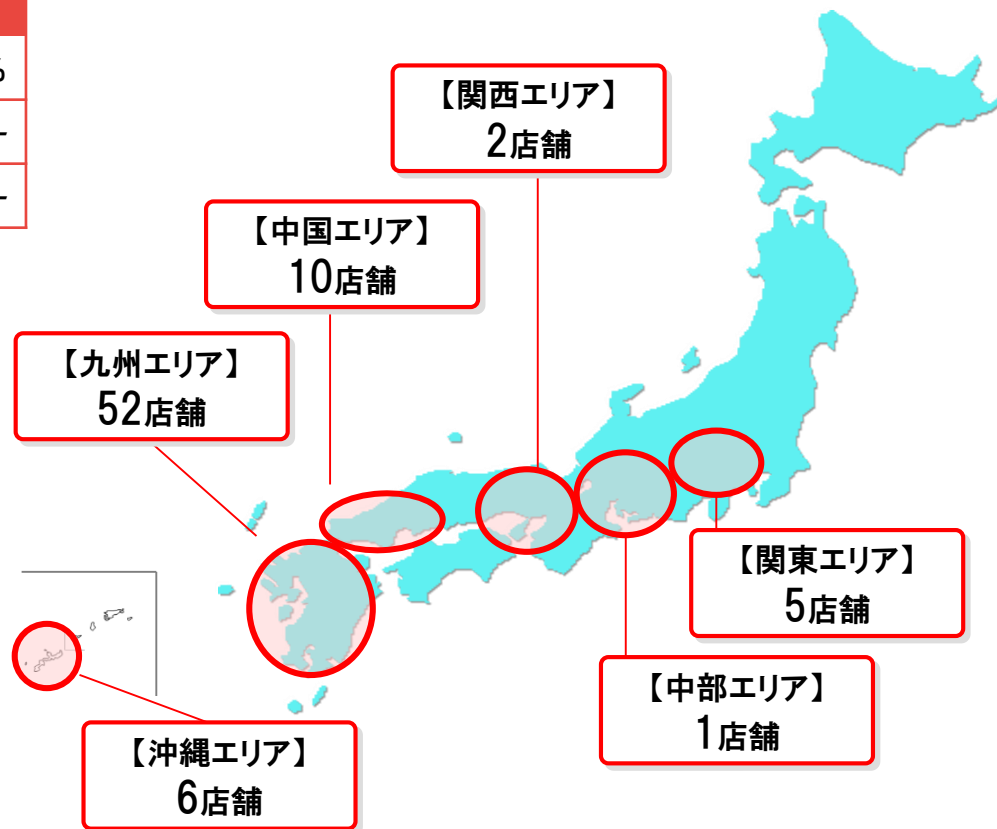 %
-
-
【関西エリア】
2店舗
【中国エリア】
10店舗
【九州エリア】
52店舗
【関東エリア】
5店舗
【中部エリア】
1店舗
【沖縄エリア】
6店舗